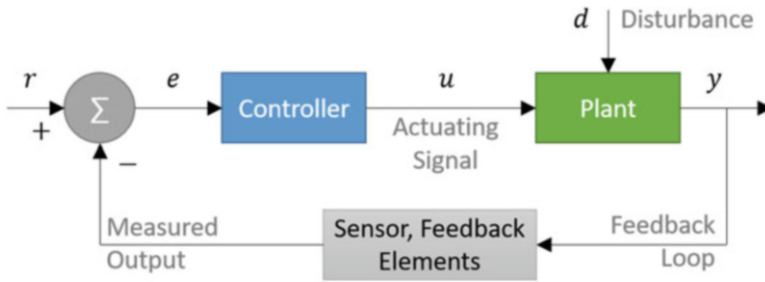 d Disturbance
r e u y
Σ Controller Plant
+
Actuating
Signal
−
Measured
Output
Sensor, Feedback
Elements
Feedback
Loop